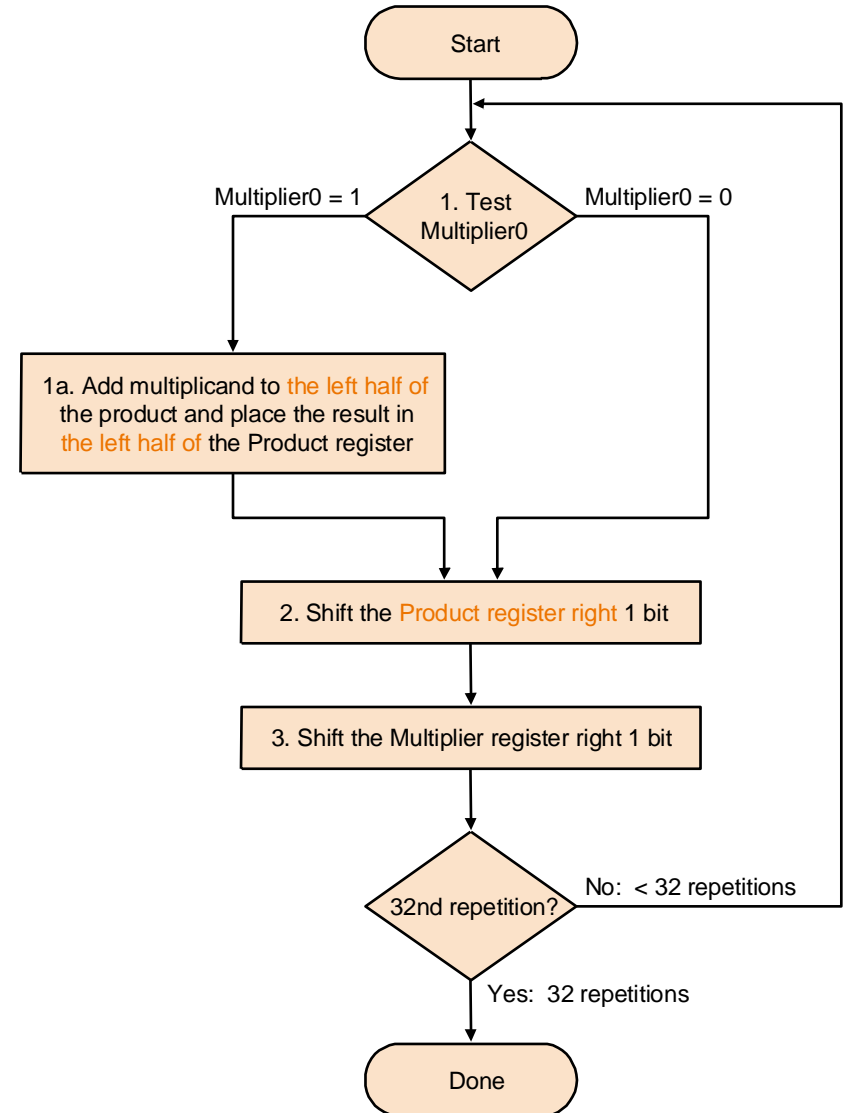 Start
Multiplier0 = 1
1. Test
Multiplier0
Multiplier0 = 0
1a. Add multiplicand to the left half of
the product and place the result in
the left half of the Product register
2. Shift the Product register right 1 bit
3. Shift the Multiplier register right 1 bit
32nd repetition?
No: < 32 repetitions
Yes: 32 repetitions
Done